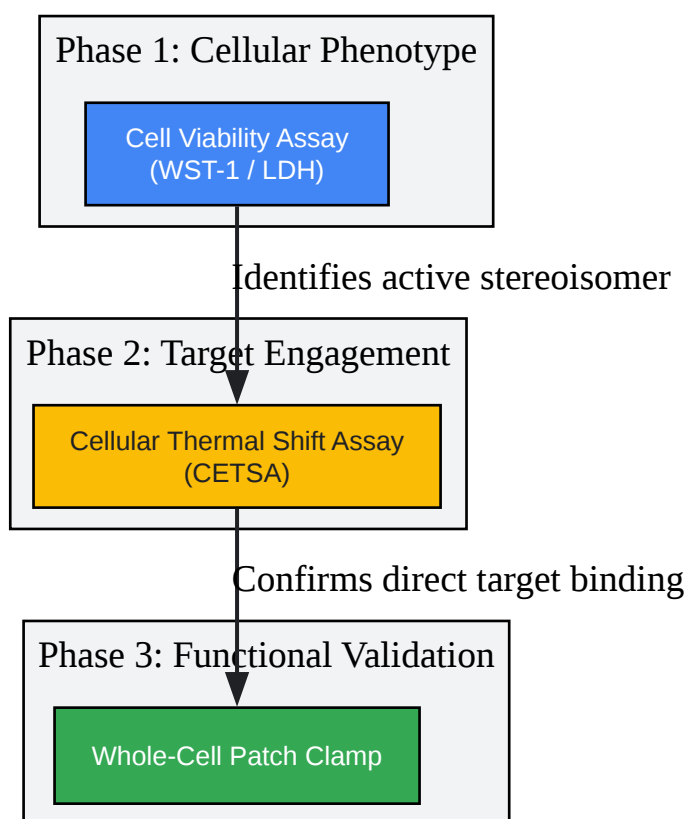 Phase 1: Cellular Phenotype
Cell Viability Assay
(WST-1 / LDH)
Identifies active stereoisomer
Phase 2: Target Engagement
Cellular Thermal Shift Assay
(CETSA)
Confirms direct target binding
Phase 3: Functional Validation
Whole-Cell Patch Clamp